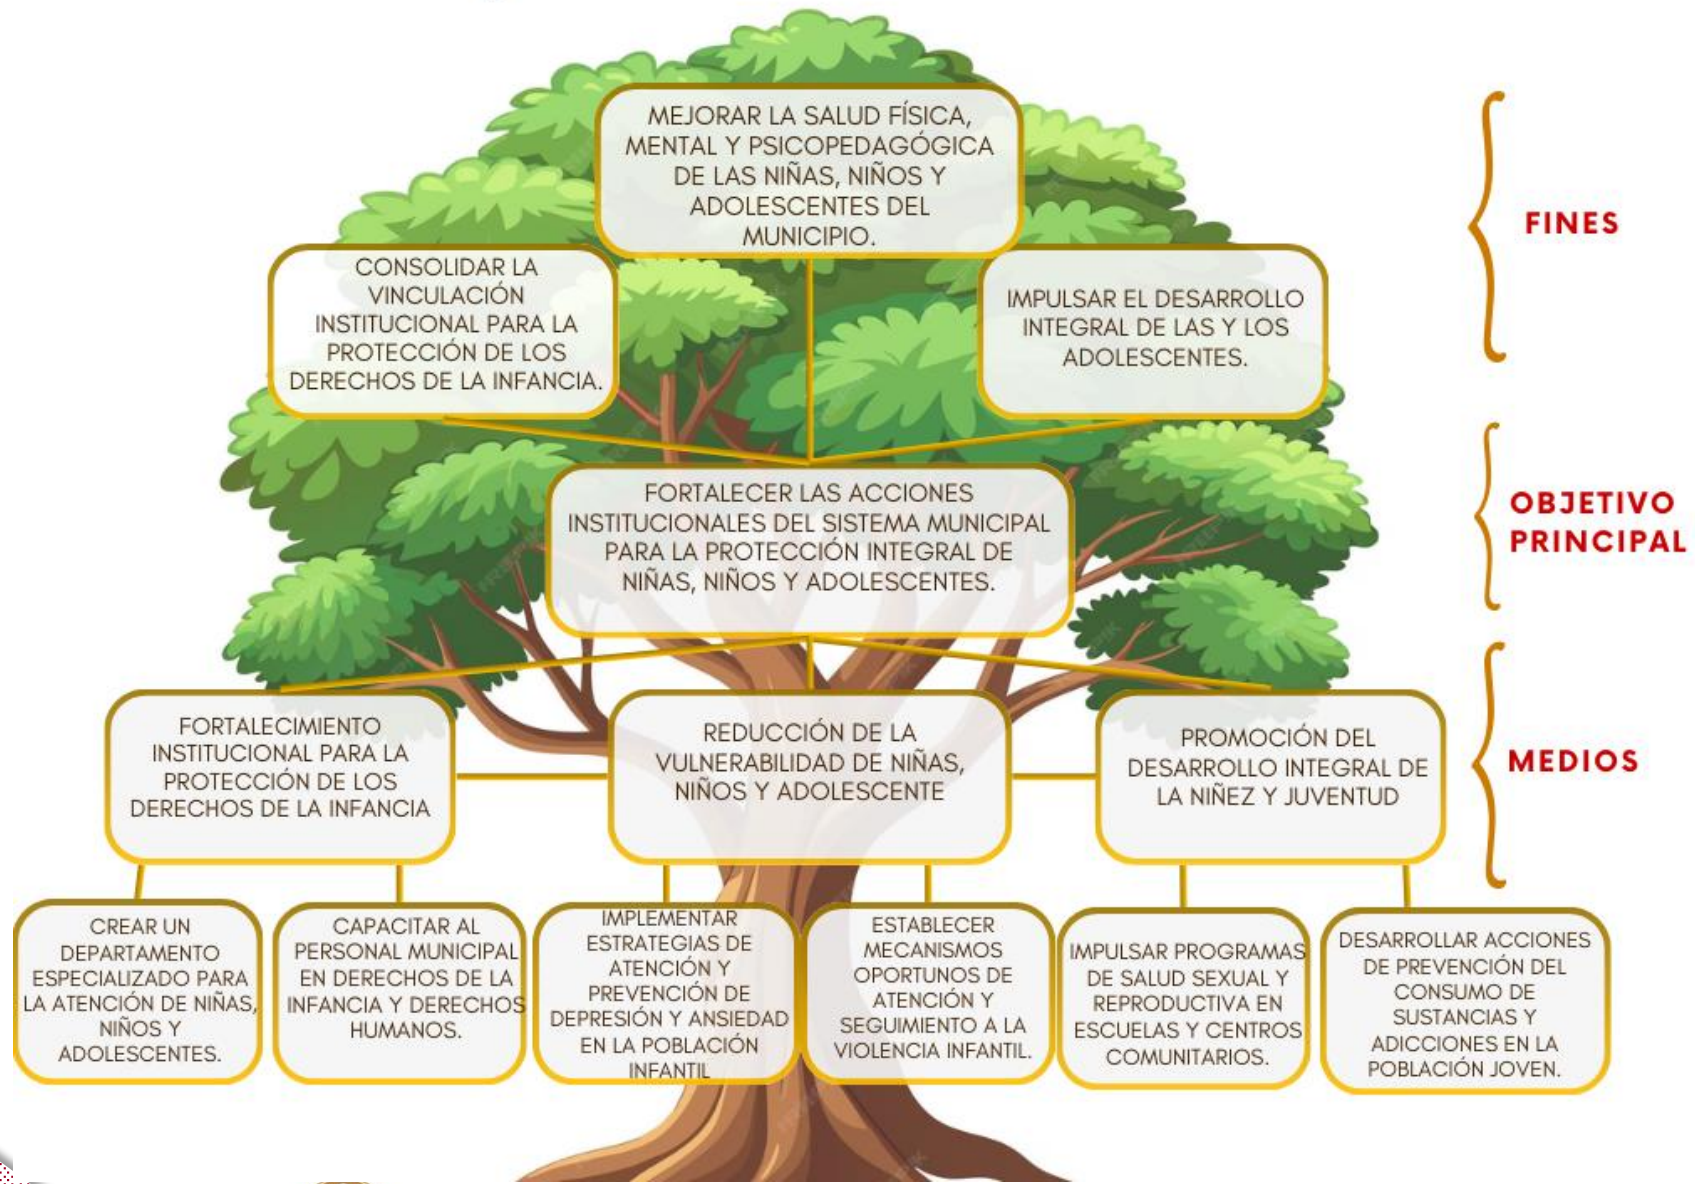 MEJORAR LA SALUD FÍSICA,
MENTAL Y PSICOPEDAGÓGICA
DE LAS NIÑAS, NIÑOS Y
ADOLESCENTES DEL
MUNICIPIO.
FINES
CONSOLIDAR LA
VINCULACIÓN
INSTITUCIONAL PARA LA
PROTECCIÓN DE LOS
DERECHOS DE LA INFANCIA.
IMPULSAR EL DESARROLLO
INTEGRAL DE LAS Y LOS
ADOLESCENTES.
FORTALECER LAS ACCIONES
INSTITUCIONALES DEL SISTEMA MUNICIPAL
PARA LA PROTECCIÓN INTEGRAL DE
NIÑAS, NIÑOS Y ADOLESCENTES.
OBJETIVO
PRINCIPAL
FORTALECIMIENTO
INSTITUCIONAL PARA LA
PROTECCIÓN DE LOS
DERECHOS DE LA INFANCIA
REDUCCIÓN DE LA
VULNERABILIDAD DE NIÑAS,
NIÑOS Y ADOLESCENTE
PROMOCIÓN DEL
DESARROLLO INTEGRAL DE
LA NIÑEZ Y JUVENTUD
MEDIOS
CREAR UN
DEPARTAMENTO
ESPECIALIZADO PARA
LA ATENCIÓN DE NIÑAS,
NIÑOS Y
ADOLESCENTES.
CAPACITAR AL
PERSONAL MUNICIPAL
EN DERECHOS DE LA
INFANCIA Y DERECHOS
HUMANOS.
IMPLEMENTAR
ESTRATEGIAS DE
ATENCIÓN Y
PREVENCIÓN DE
DEPRESIÓN Y ANSIEDAD
EN LA POBLACIÓN
INFANTIL
ESTABLECER
MECANISMOS
OPORTUNOS DE
ATENCIÓN Y
SEGUIMIENTO A LA
VIOLENCIA INFANTIL.
IMPULSAR PROGRAMAS
DE SALUD SEXUAL Y
REPRODUCTIVA EN
ESCUELAS Y CENTROS
COMUNITARIOS.
DESARROLLAR ACCIONES
DE PREVENCIÓN DEL
CONSUMO DE
SUSTANCIAS Y
ADICCIONES EN LA
POBLACIÓN JOVEN.